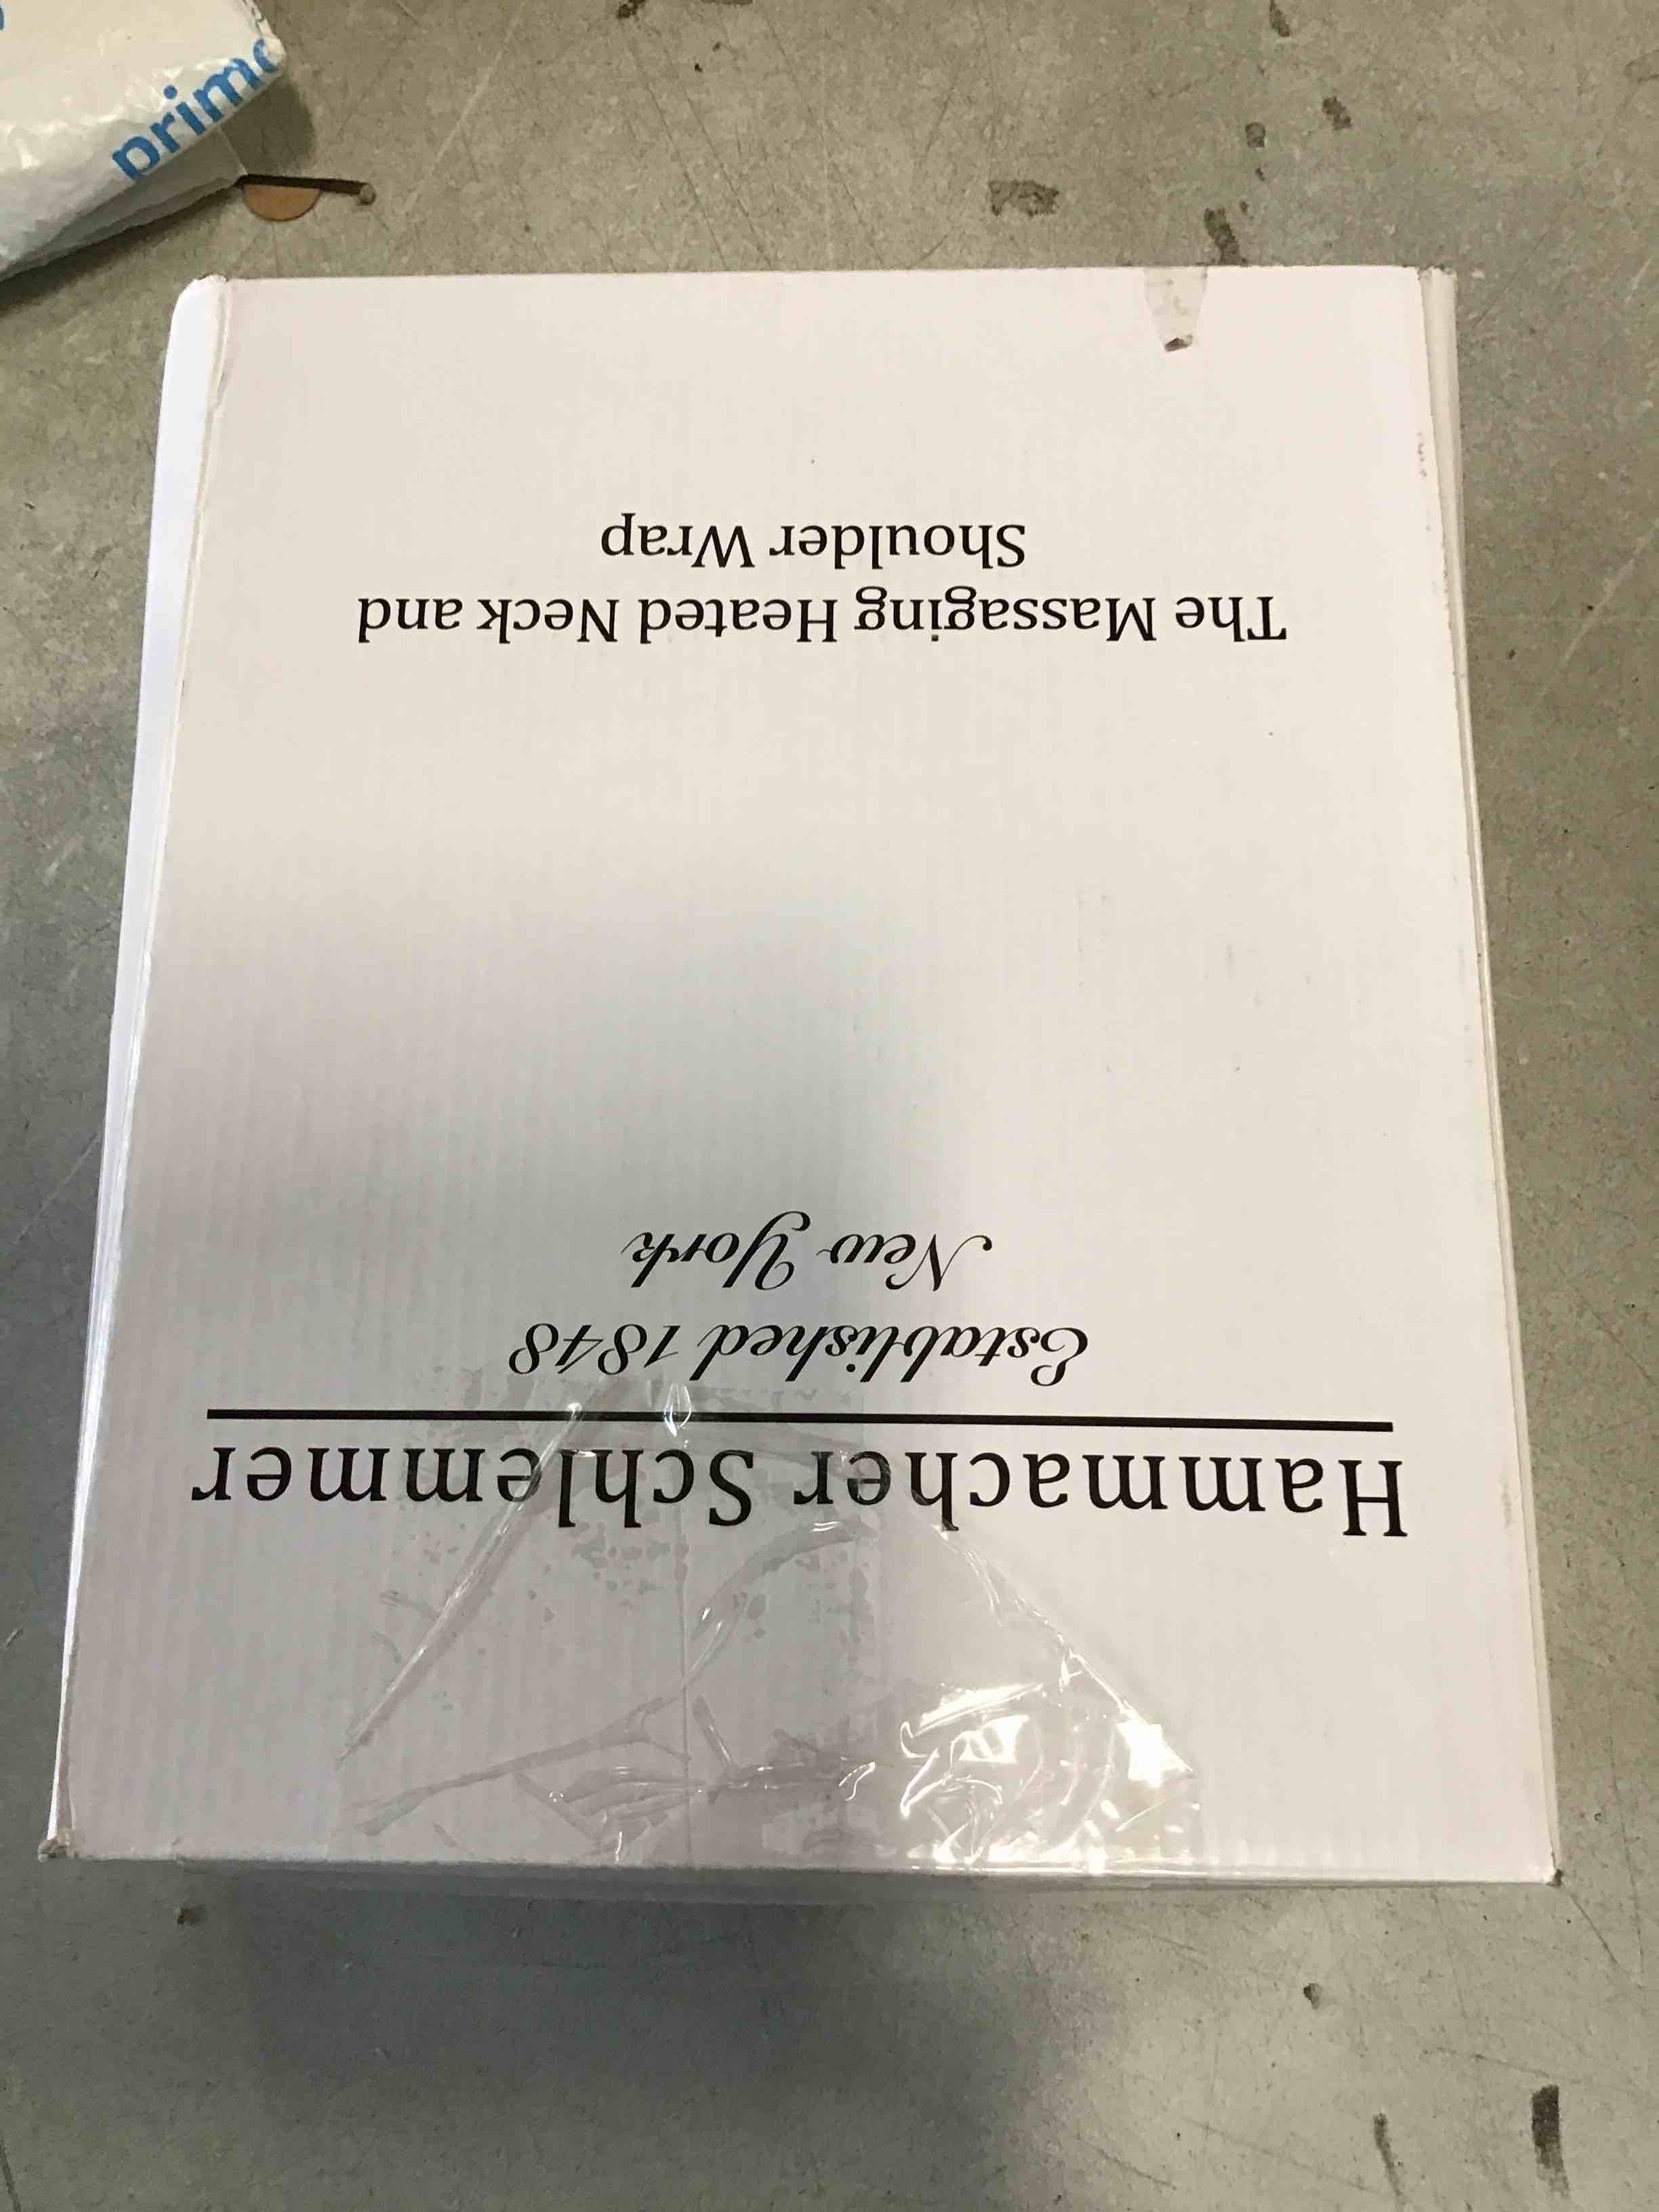 Hammacher Schlemmer
Established 1848
New York
The Massaging Heated Neck and
Shoulder Wrap
prime